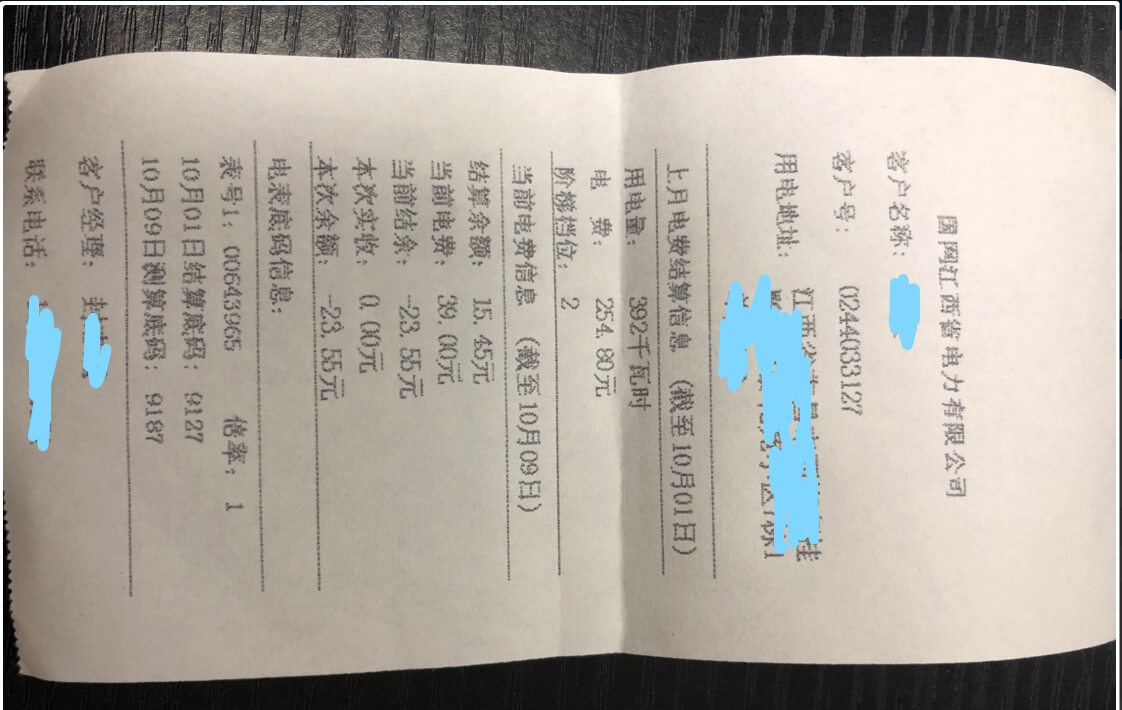 国网江西省电力有限公司
客户名称:
客户号: 0244033127
用电地址: 江西省
上月电费结算信息 (截至10月01日)
用电量: 392千瓦时
电 费: 254.80元
阶梯档位: 2
当前电费信息 (截至10月09日)
结算余额: 15.45元
当前电费: 39.00元
当前结余: -23.55元
本次实收: 0.00元
本次余额: -23.55元
电表底码信息:
表号1: 00643965 倍率: 1
10月01日结算底码: 9127
10月09日测算底码: 9187
客户经理: 封
联系电话: